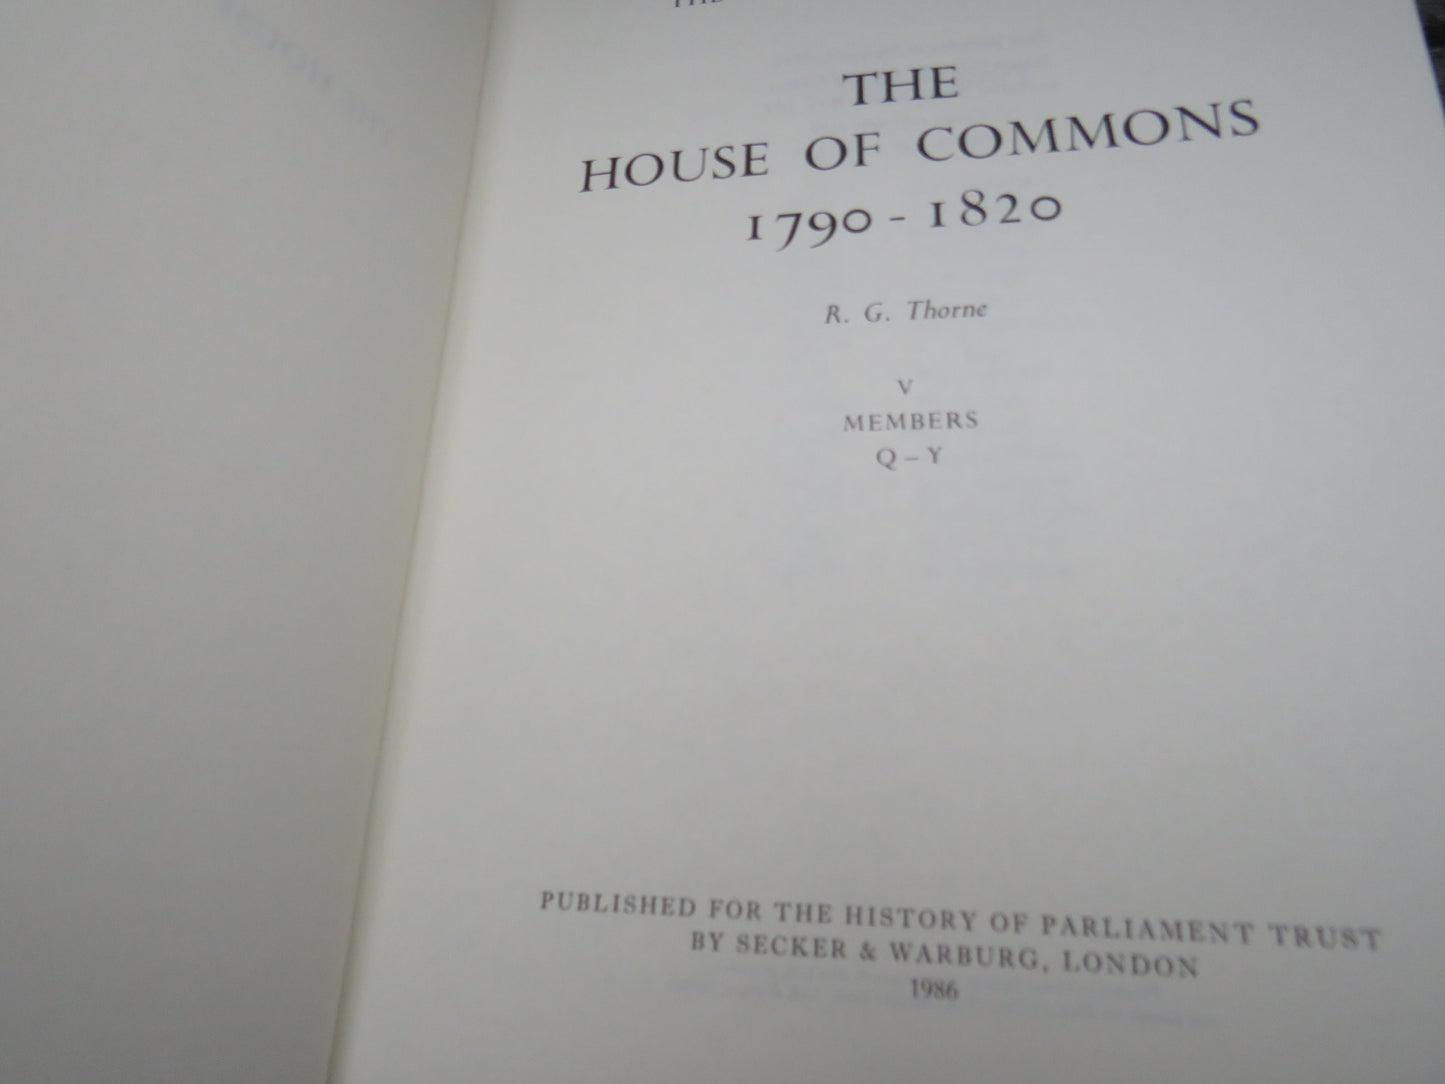 THE
HOUSE OF COMMONS
1790 - 1820
R. G. Thorne
V
MEMBERS
Q – Y
PUBLISHED FOR THE HISTORY OF PARLIAMENT TRUST
BY SECKER & WARBURG, LONDON
1986